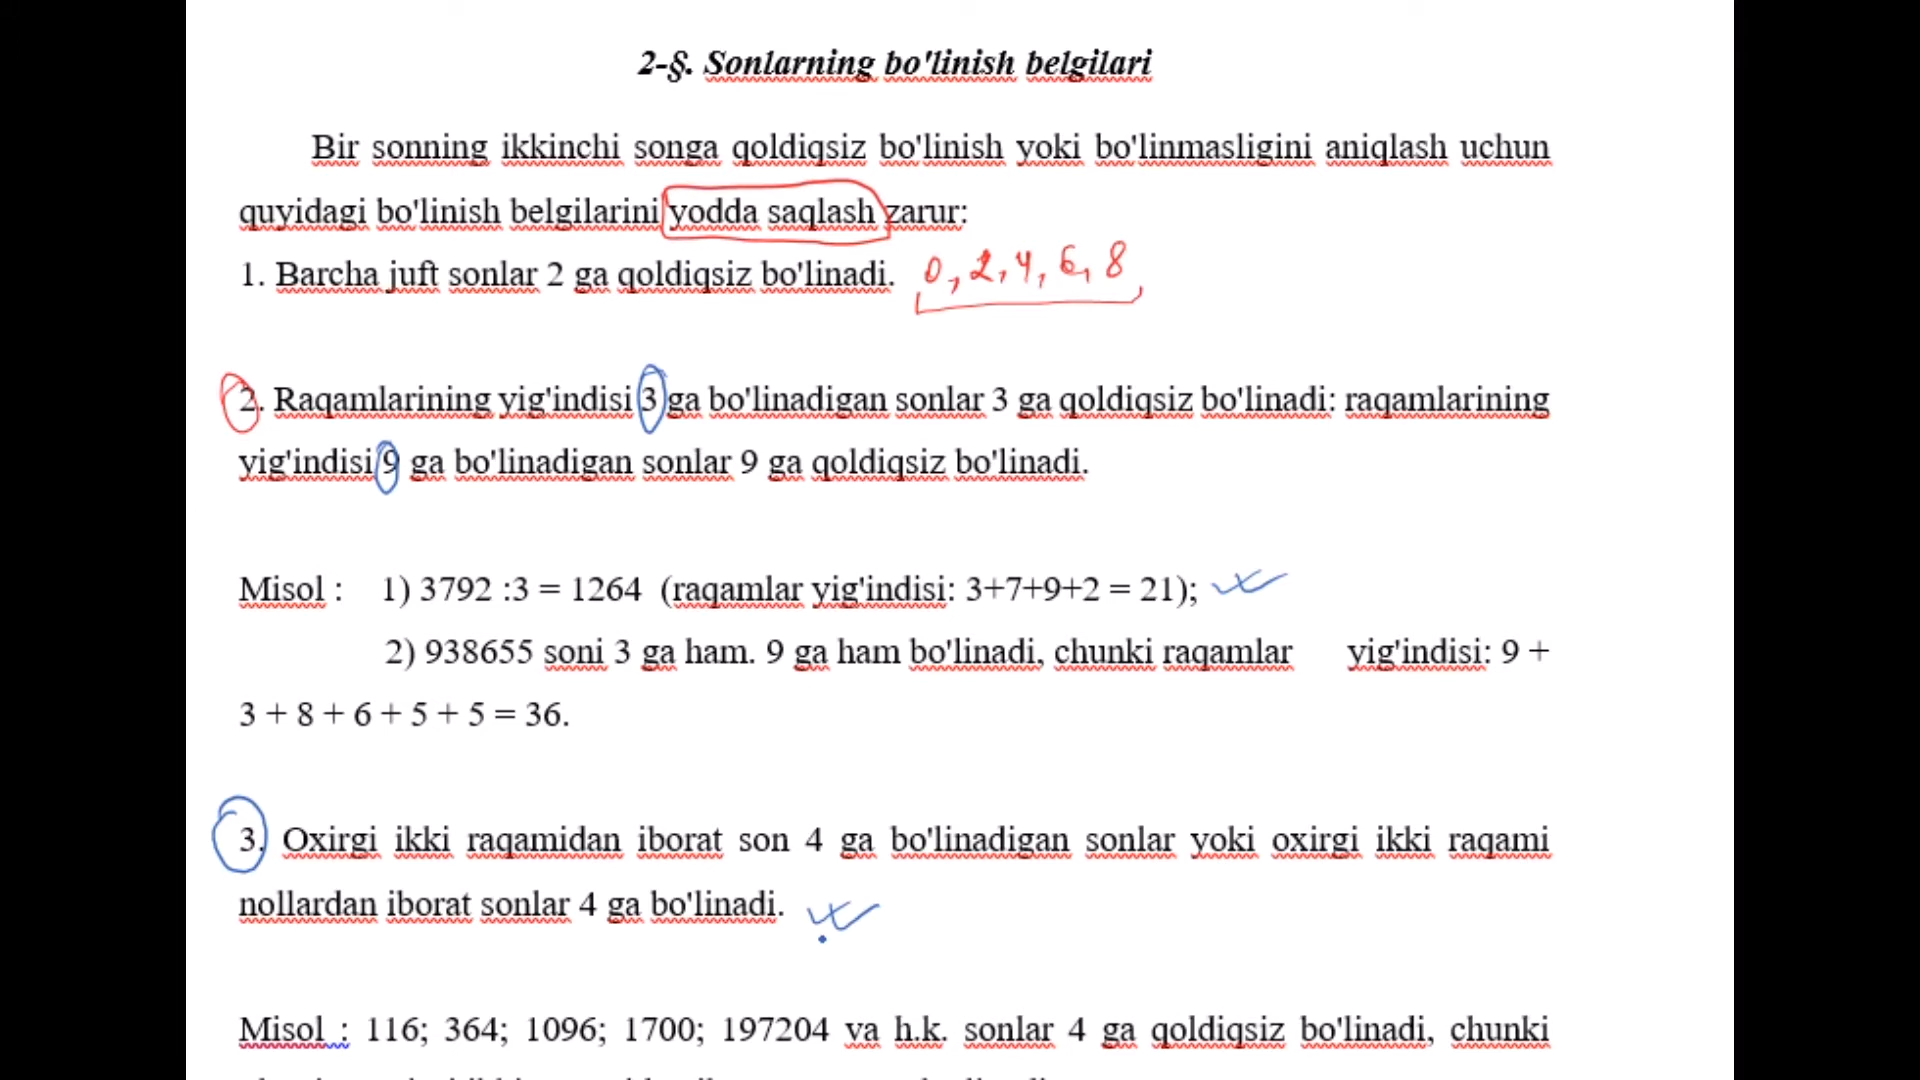 2-§. Sonlarning bo'linish belgilari
Bir sonning ikkinchi songa qoldiqsiz bo'linish yoki bo'linmasligini aniqlash uchun
quyidagi bo'linish belgilarini yodda saqlash zarur:
1. Barcha juft sonlar 2 ga qoldiqsiz bo'linadi. 0, 2, 4, 6, 8
2. Raqamlarining yig'indisi 3 ga bo'linadigan sonlar 3 ga qoldiqsiz bo'linadi: raqamlarining
yig'indisi 9 ga bo'linadigan sonlar 9 ga qoldiqsiz bo'linadi.
Misol : 1) 3792 :3 = 1264 (raqamlar yig'indisi: 3+7+9+2 = 21);
2) 938655 soni 3 ga ham. 9 ga ham bo'linadi, chunki raqamlar yig'indisi: 9 +
3 + 8 + 6 + 5 + 5 = 36.
3. Oxirgi ikki raqamidan iborat son 4 ga bo'linadigan sonlar yoki oxirgi ikki raqami
nollardan iborat sonlar 4 ga bo'linadi.
Misol : 116; 364; 1096; 1700; 197204 va h.k. sonlar 4 ga qoldiqsiz bo'linadi, chunki